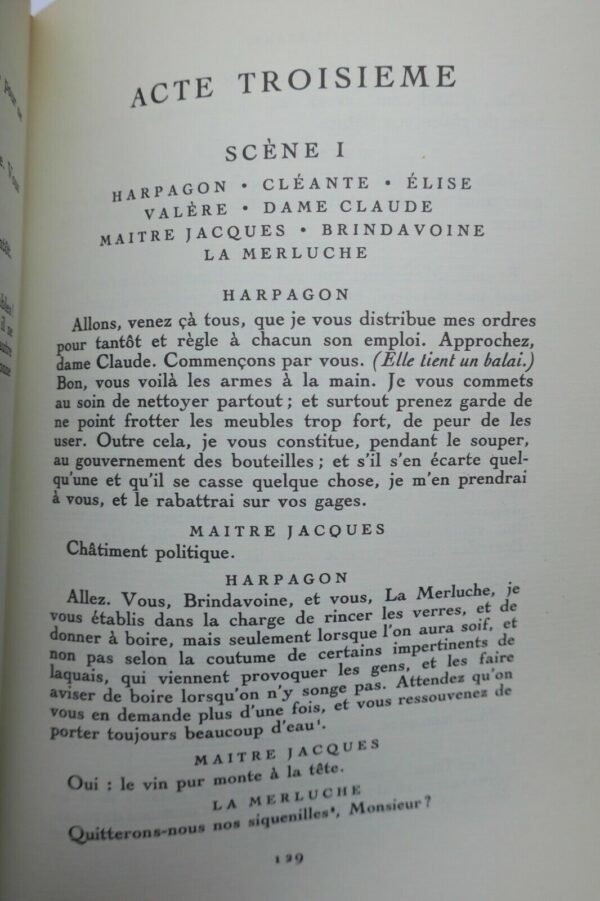 pour ce
Vous
ACTE TROISIEME
SCÈNE I
HARPAGON • CLÉANTE • ÉLISE
VALÈRE • DAME CLAUDE
MAITRE JACQUES • BRINDAVOINE
LA MERLUCHE
HARPAGON
Allons, venez çà tous, que je vous distribue mes ordres
pour tantôt et règle à chacun son emploi. Approchez,
dame Claude. Commençons par vous. (Elle tient un balai.)
Bon, vous voilà les armes à la main. Je vous commets
au soin de nettoyer partout ; et surtout prenez garde de
ne point frotter les meubles trop fort, de peur de les
user. Outre cela, je vous constitue, pendant le souper,
au gouvernement des bouteilles ; et s'il s'en écarte quel-
qu'une et qu'il se casse quelque chose, je m'en prendrai
à vous, et le rabattrai sur vos gages.
MAITRE JACQUES
Châtiment politique.
HARPAGON
Allez. Vous, Brindavoine, et vous, La Merluche, je
vous établis dans la charge de rincer les verres, et de
donner à boire, mais seulement lorsque l'on aura soif, et
non pas selon la coutume de certains impertinents de
laquais, qui viennent provoquer les gens, et les faire
aviser de boire lorsqu'on n'y songe pas. Attendez qu'on
vous en demande plus d'une fois, et vous ressouvenez de
porter toujours beaucoup d'eau¹.
MAITRE JACQUES
Oui : le vin pur monte à la tête.
LA MERLUCHE
Quitterons-nous nos siquenilles², Monsieur ?
129